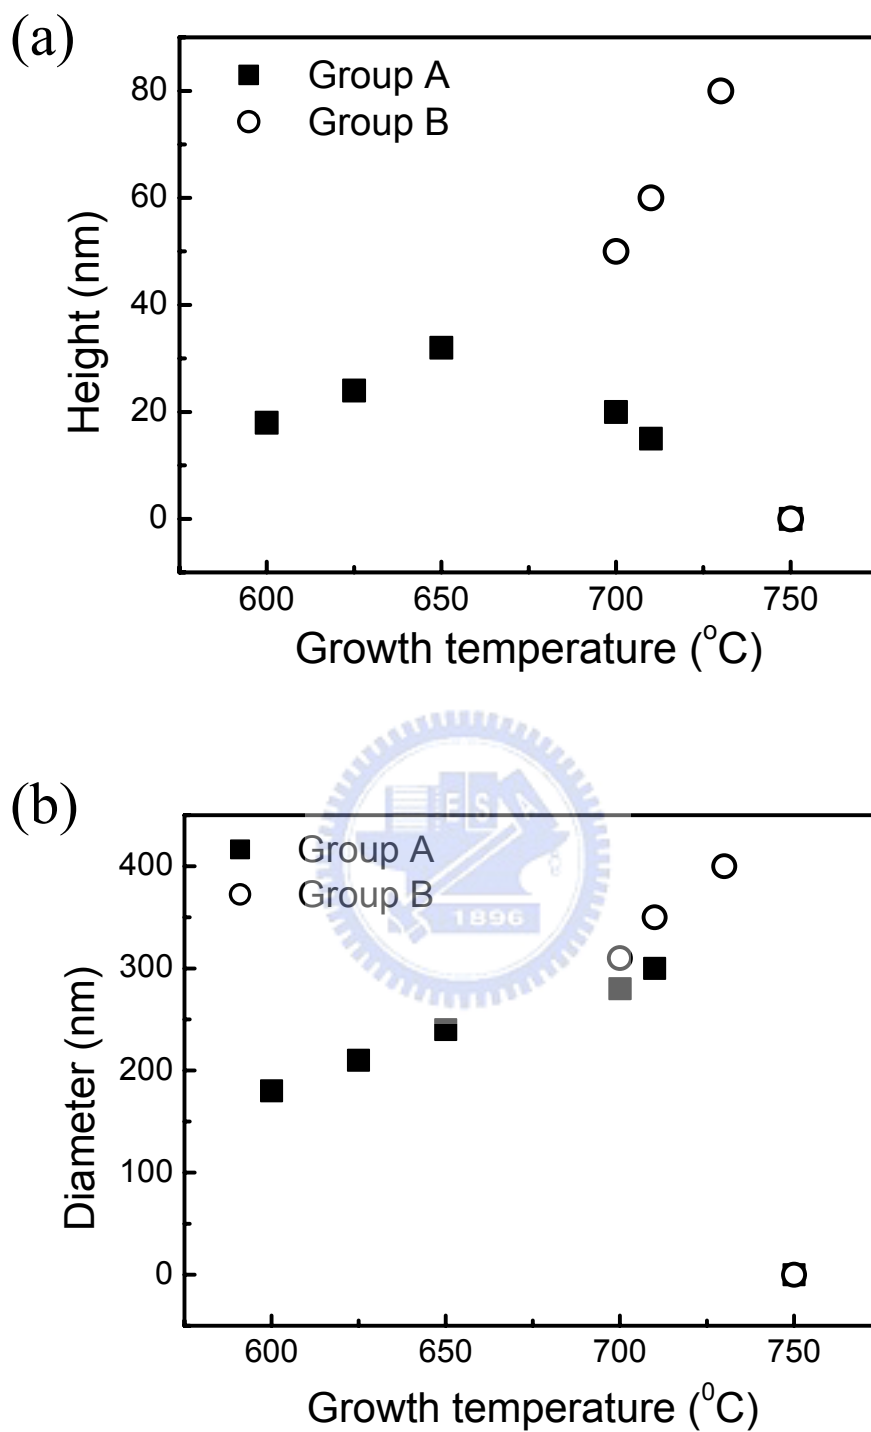 (a)
Group A
Group B
80
60
40
20
0
Height (nm)
600 650 700 750
Growth temperature (°C)
(b)
Group A
Group B
400
300
200
100
0
Diameter (nm)
E S A
1896
600 650 700 750
Growth temperature (⁰C)